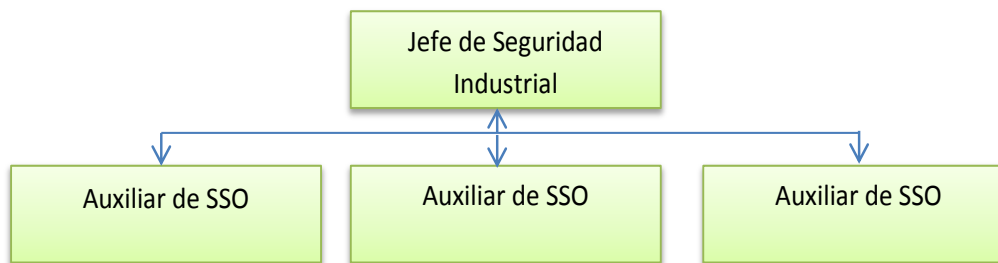 Jefe de Seguridad
Industrial
Auxiliar de SSO
Auxiliar de SSO
Auxiliar de SSO